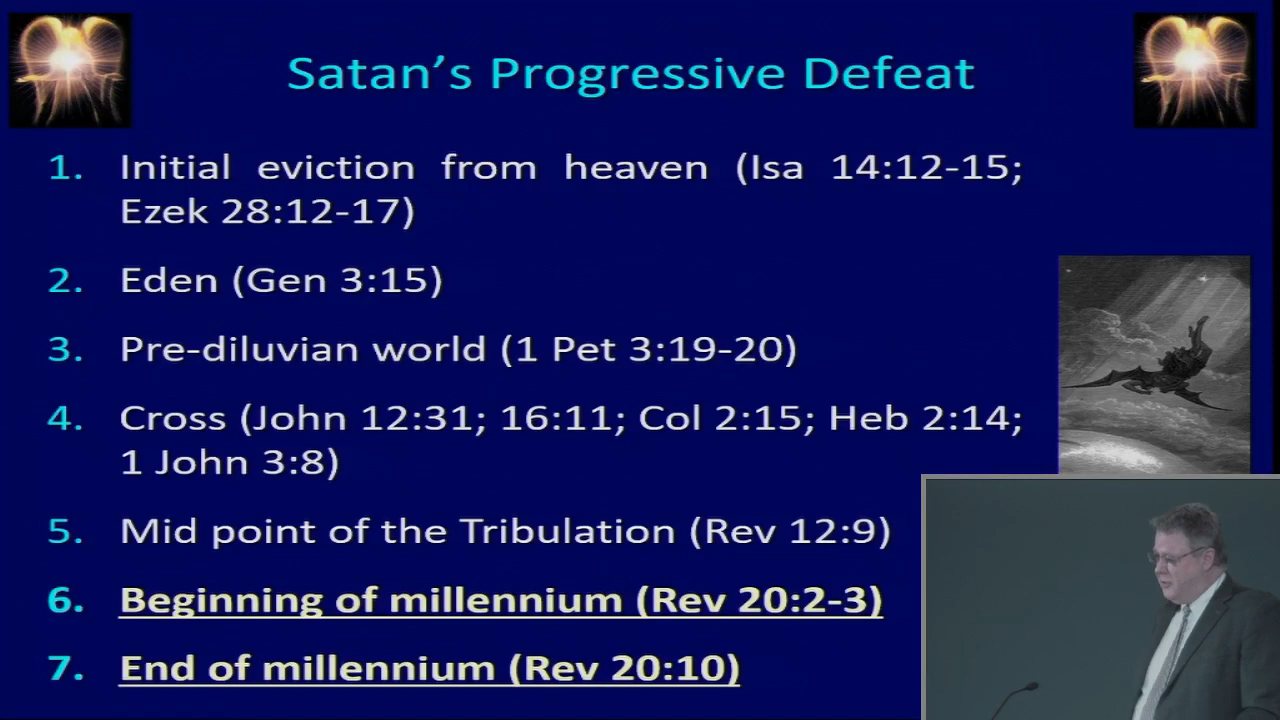 Satan's Progressive Defeat
1. Initial eviction from heaven (Isa 14:12-15;
Ezek 28:12-17)
2. Eden (Gen 3:15)
3. Pre-diluvian world (1 Pet 3:19-20)
4. Cross (John 12:31; 16:11; Col 2:15; Heb 2:14;
1 John 3:8)
5. Mid point of the Tribulation (Rev 12:9)
6. Beginning of millennium (Rev 20:2-3)
7. End of millennium (Rev 20:10)